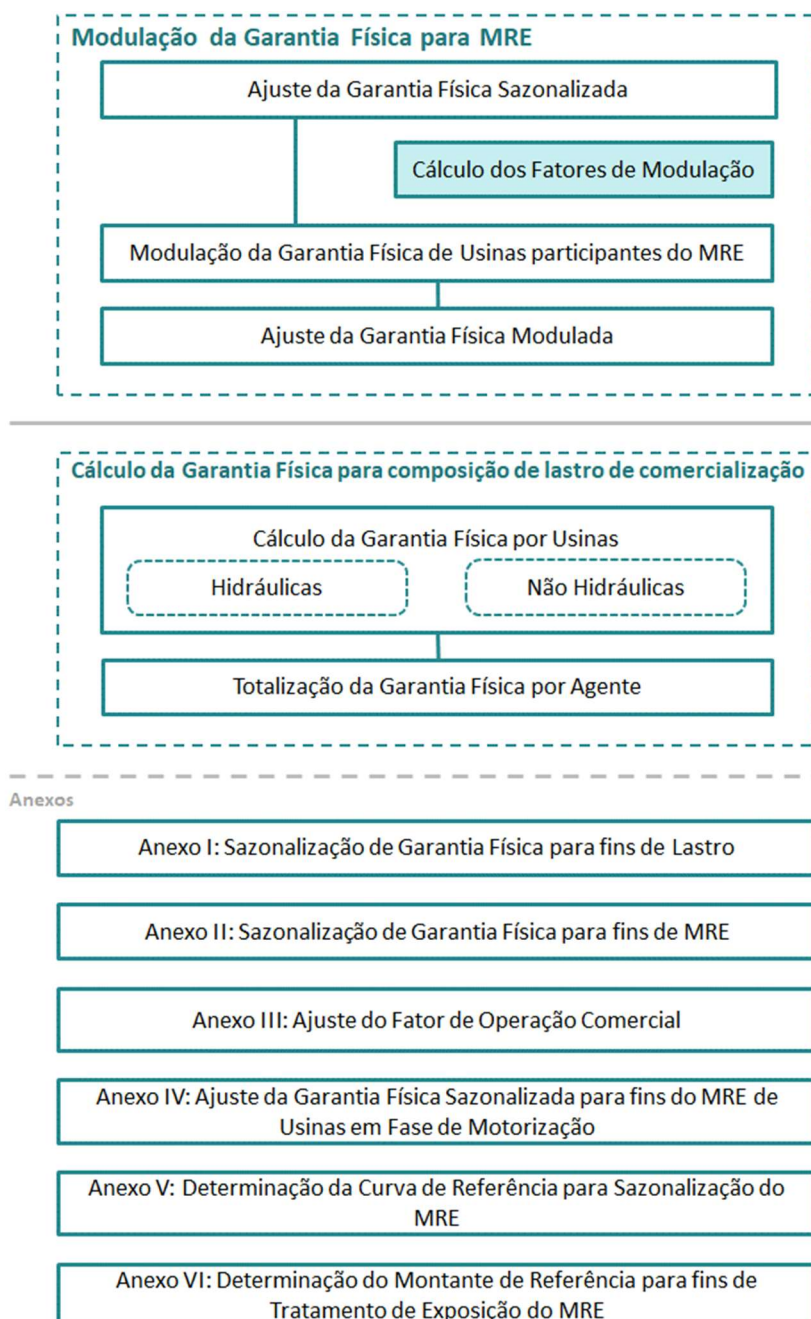 Modulação da Garantia Física para MRE
Ajuste da Garantia Física Sazonalizada
Cálculo dos Fatores de Modulação
Modulação da Garantia Física de Usinas participantes do MRE
Ajuste da Garantia Física Modulada
Cálculo da Garantia Física para composição de lastro de comercialização
Cálculo da Garantia Física por Usinas
Hidráulicas
Não Hidráulicas
Totalização da Garantia Física por Agente
Anexos
Anexo I: Sazonalização de Garantia Física para fins de Lastro
Anexo II: Sazonalização de Garantia Física para fins de MRE
Anexo III: Ajuste do Fator de Operação Comercial
Anexo IV: Ajuste da Garantia Física Sazonalizada para fins do MRE de
Usinas em Fase de Motorização
Anexo V: Determinação da Curva de Referência para Sazonalização do
MRE
Anexo VI: Determinação do Montante de Referência para fins de
Tratamento de Exposição do MRE